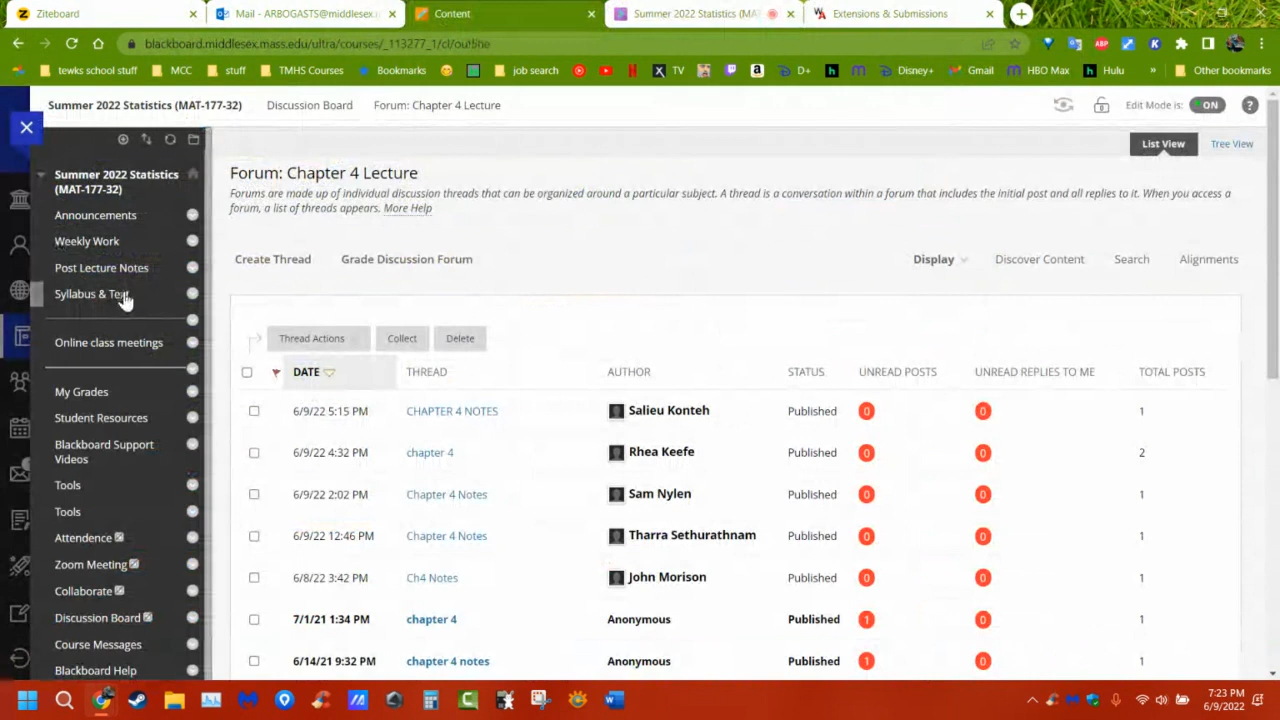 Ziteboard
Mail - ARBOGASTS@middlesex.
Content
Summer 2022 Statistics (MA
Extensions & Submissions
blackboard.middlesex.mass.edu/ultra/courses/_113277_1/cl/outline
tewks school stuff
MCC
stuff
TMHS Courses
Bookmarks
job search
TV
D+
Disney+
Gmail
HBO Max
Hulu
Other bookmarks
Summer 2022 Statistics (MAT-177-32)
Discussion Board
Forum: Chapter 4 Lecture
Edit Mode is:
ON
List View
Tree View
Summer 2022 Statistics
(MAT-177-32)
Announcements
Weekly Work
Post Lecture Notes
Syllabus & Text
Online class meetings
My Grades
Student Resources
Blackboard Support
Videos
Tools
Tools
Attendence
Zoom Meeting
Collaborate
Discussion Board
Course Messages
Blackboard Help
Forum: Chapter 4 Lecture
Forums are made up of individual discussion threads that can be organized around a particular subject. A thread is a conversation within a forum that includes the initial post and all replies to it. When you access a
forum, a list of threads appears. More Help
Create Thread
Grade Discussion Forum
Display
Discover Content
Search
Alignments
Thread Actions
Collect
Delete
DATE THREAD AUTHOR STATUS UNREAD POSTS UNREAD REPLIES TO ME TOTAL POSTS
6/9/22 5:15 PM CHAPTER 4 NOTES Salieu Konteh Published 0 0 1
6/9/22 4:32 PM chapter 4 Rhea Keefe Published 0 0 2
6/9/22 2:02 PM Chapter 4 Notes Sam Nylen Published 0 0 1
6/9/22 12:46 PM Chapter 4 Notes Tharra Sethurathnam Published 0 0 1
6/8/22 3:42 PM Ch4 Notes John Morison Published 0 0 1
7/1/21 1:34 PM chapter 4 Anonymous Published 1 0 1
6/14/21 9:32 PM chapter 4 notes Anonymous Published 1 0 1
7:23 PM
6/9/2022